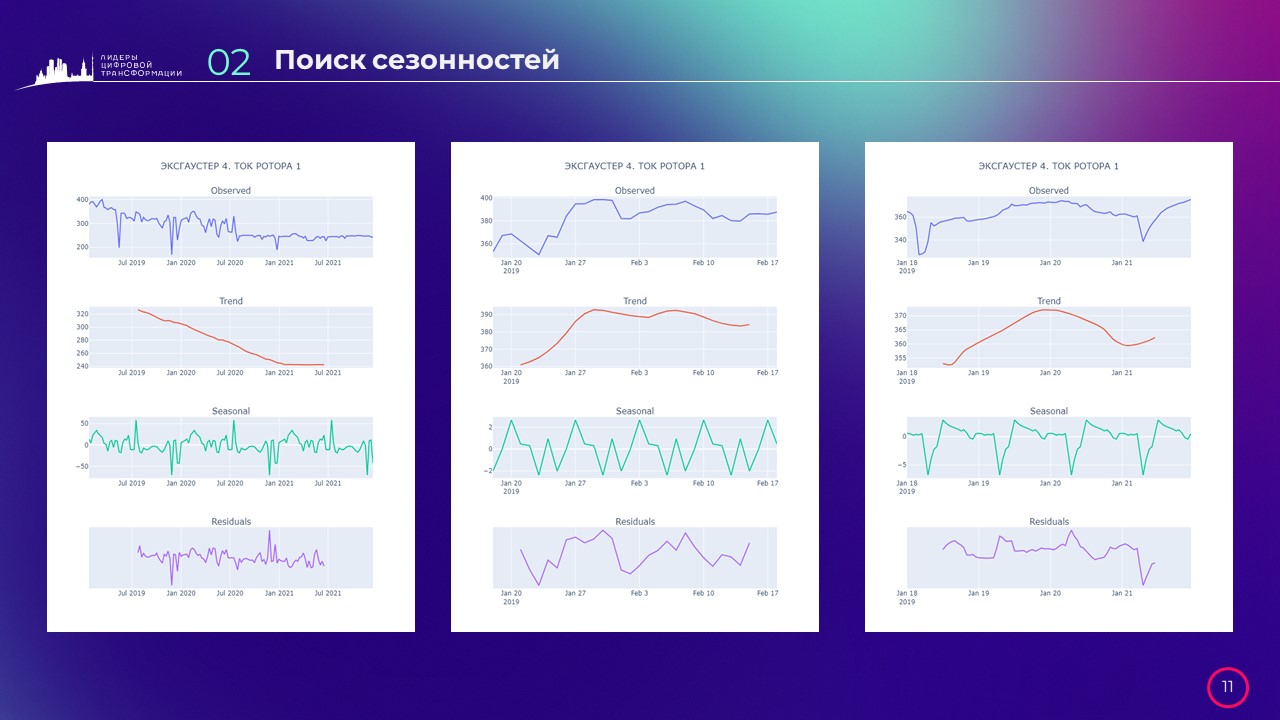 ЛИДЕРЫ
ЦИФРОВОЙ
ТРАНСФОРМАЦИИ
02 Поиск сезонностей
ЭКСГАУСТЕР 4. ТОК РОТОРА 1
Observed
400
300
200
Jul 2019 Jan 2020 Jul 2020 Jan 2021 Jul 2021
Trend
320
300
280
260
240
Jul 2019 Jan 2020 Jul 2020 Jan 2021 Jul 2021
Seasonal
50
0
−50
Jul 2019 Jan 2020 Jul 2020 Jan 2021 Jul 2021
Residuals
Jul 2019 Jan 2020 Jul 2020 Jan 2021 Jul 2021
ЭКСГАУСТЕР 4. ТОК РОТОРА 1
Observed
400
380
360
Jan 20 Jan 27 Feb 3 Feb 10 Feb 17
2019
Trend
390
380
370
360
Jan 20 Jan 27 Feb 3 Feb 10 Feb 17
2019
Seasonal
2
0
−2
Jan 20 Jan 27 Feb 3 Feb 10 Feb 17
2019
Residuals
Jan 20 Jan 27 Feb 3 Feb 10 Feb 17
2019
ЭКСГАУСТЕР 4. ТОК РОТОРА 1
Observed
360
340
Jan 18 Jan 19 Jan 20 Jan 21
2019
Trend
370
365
360
355
Jan 18 Jan 19 Jan 20 Jan 21
2019
Seasonal
0
−5
Jan 18 Jan 19 Jan 20 Jan 21
2019
Residuals
Jan 18 Jan 19 Jan 20 Jan 21
2019
11